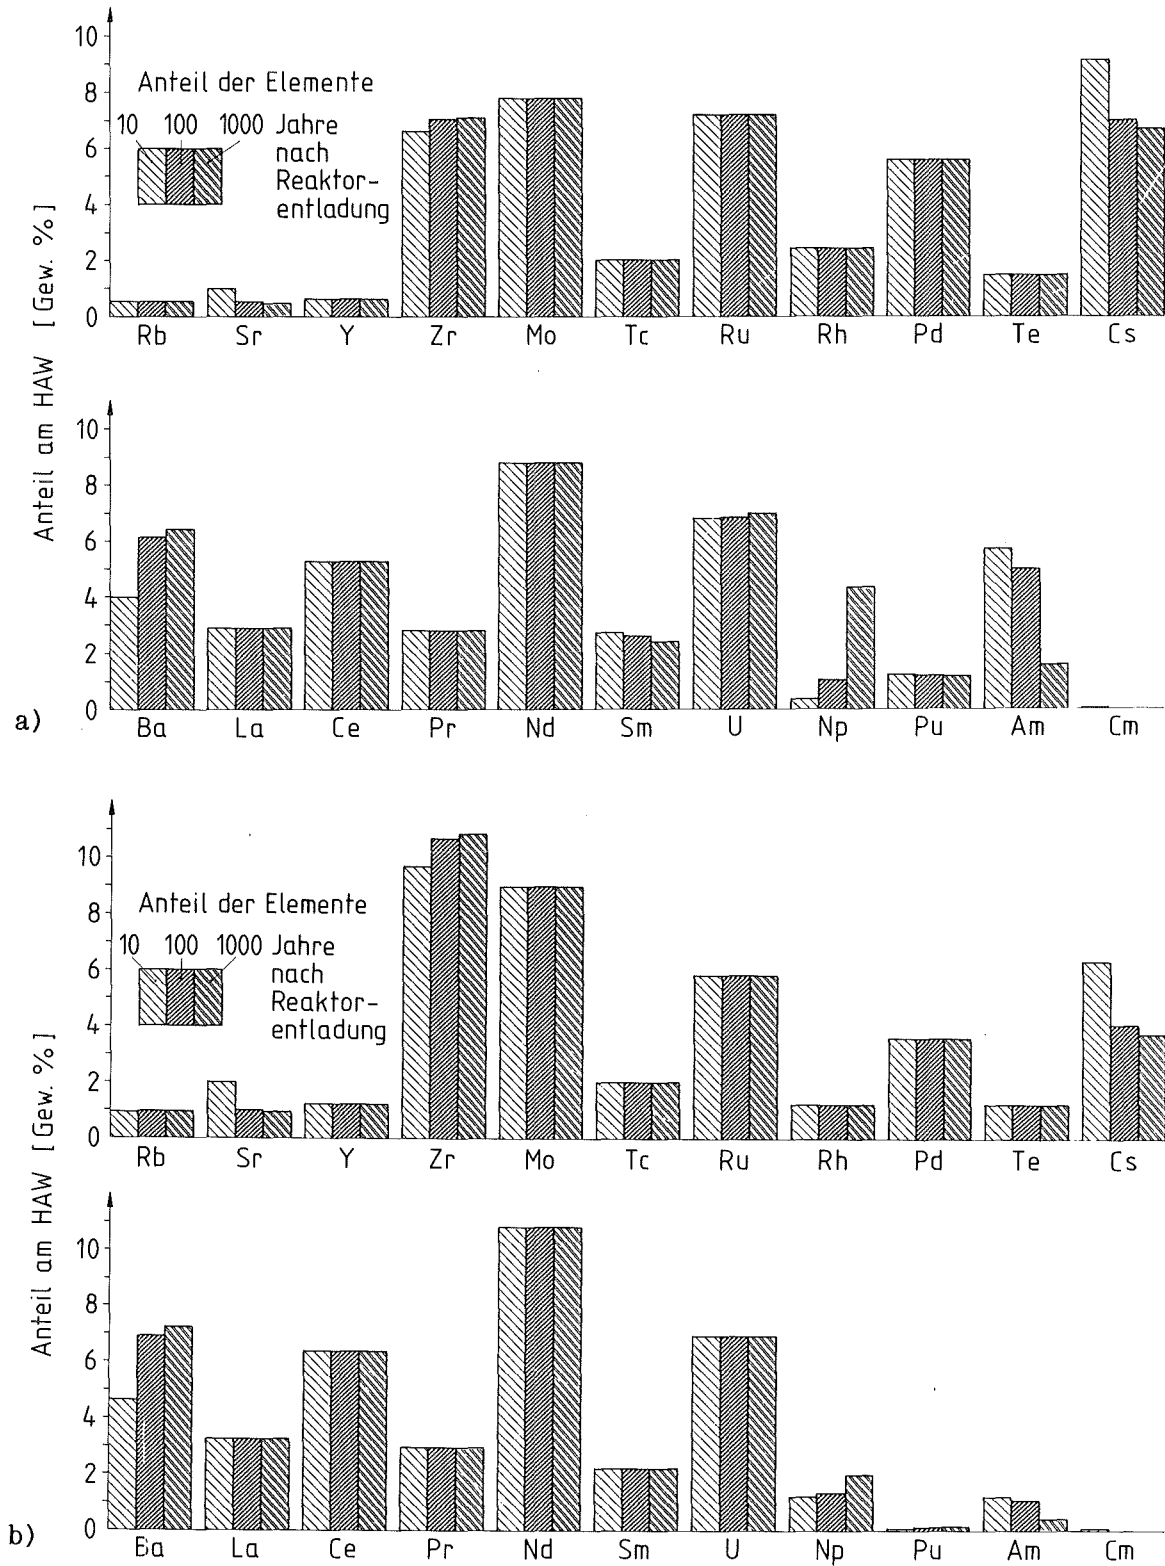 10
8
6
4
2
0
Anteil am HAW [Gew. %]
Anteil der Elemente
10 100 1000 Jahre
nach
Reaktor-
entladung
Rb Sr Y Zr Mo Tc Ru Rh Pd Te Cs
10
8
6
4
2
0
Ba La Ce Pr Nd Sm U Np Pu Am Cm
a)
10
8
6
4
2
0
Anteil am HAW [Gew. %]
Anteil der Elemente
10 100 1000 Jahre
nach
Reaktor-
entladung
Rb Sr Y Zr Mo Tc Ru Rh Pd Te Cs
10
8
6
4
2
0
Ba La Ce Pr Nd Sm U Np Pu Am Cm
b)